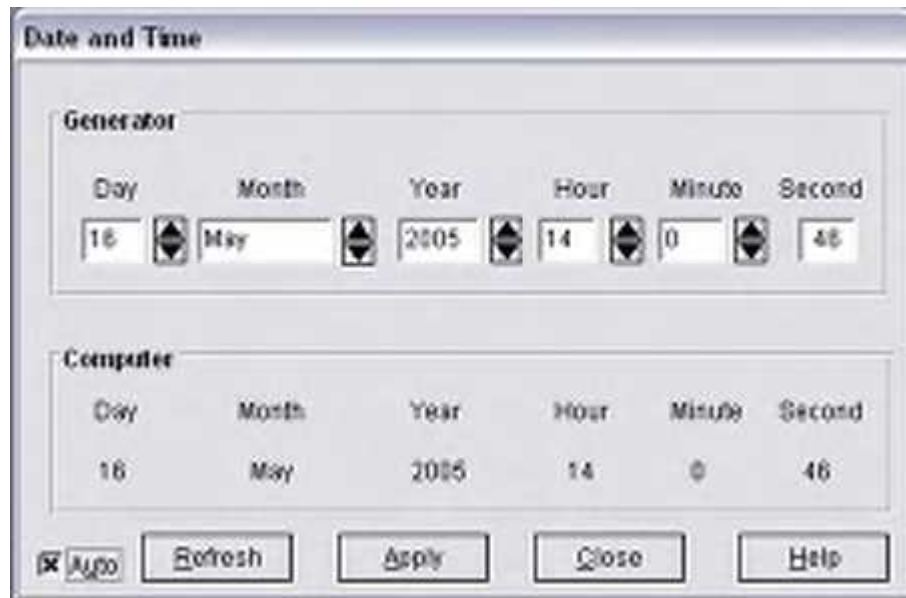 Date and Time
Generator
Day Month Year Hour Minute Second
16 May 2005 14 0 46
Computer
Day Month Year Hour Minute Second
16 May 2005 14 0 46
Auto Refresh Apply Close Help